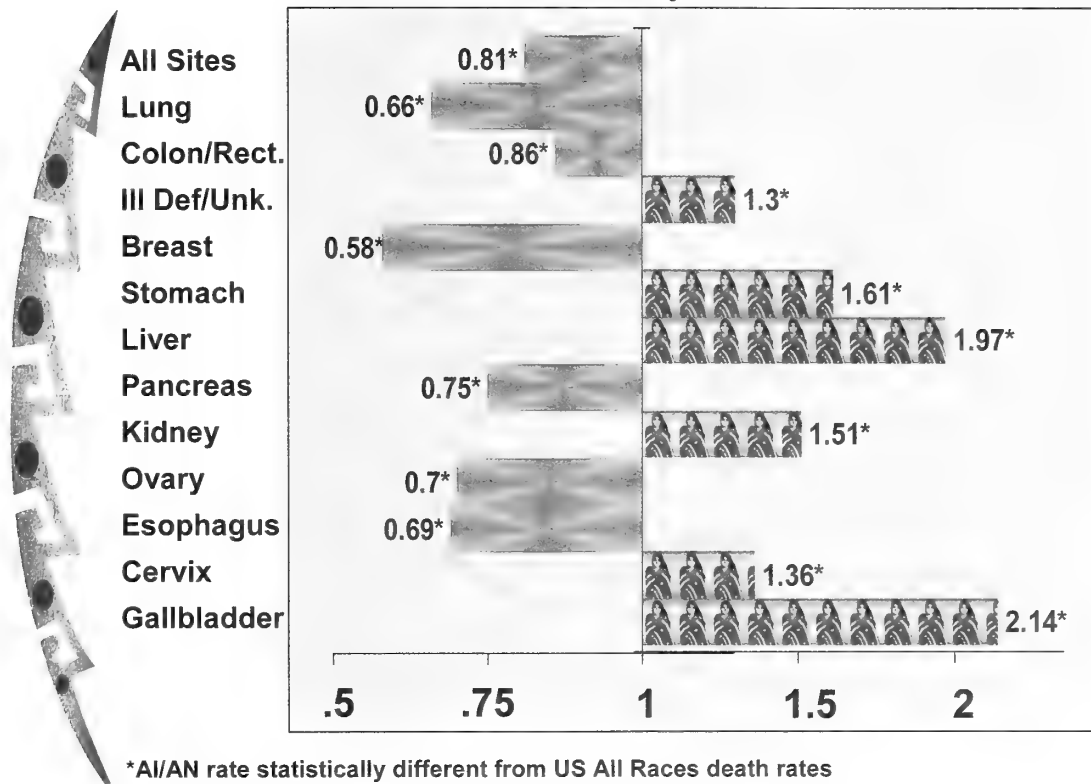 All Sites 0.81*
Lung 0.66*
Colon/Rect. 0.86*
Ill Def/Unk. 1.3*
Breast 0.58*
Stomach 1.61*
Liver 1.97*
Pancreas 0.75*
Kidney 1.51*
Ovary 0.7*
Esophagus 0.69*
Cervix 1.36*
Gallbladder 2.14*
.5 .75 1 1.5 2
*AI/AN rate statistically different from US All Races death rates